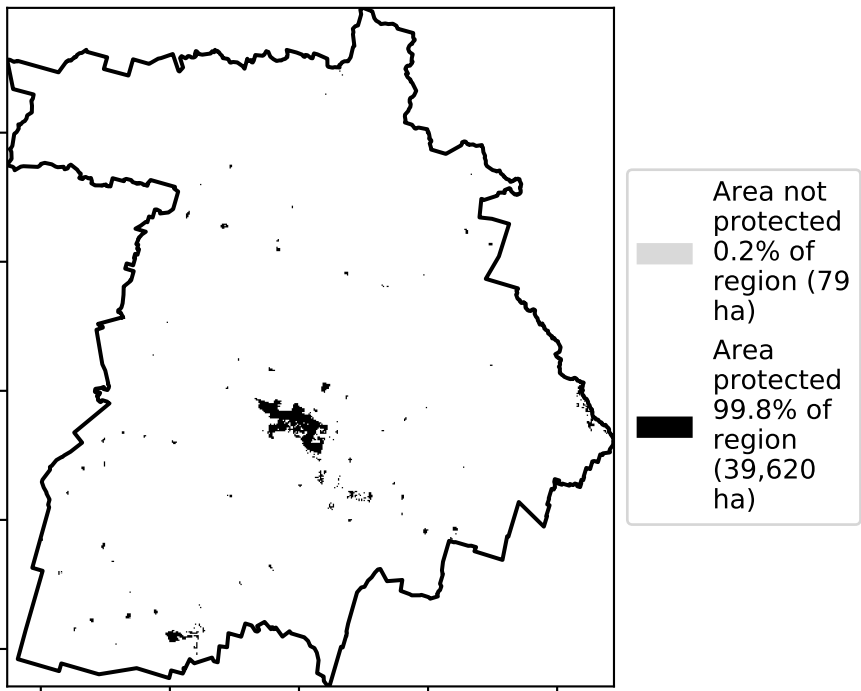 Area not
protected
0.2% of
region (79
ha)
Area
protected
99.8% of
region
(39,620
ha)